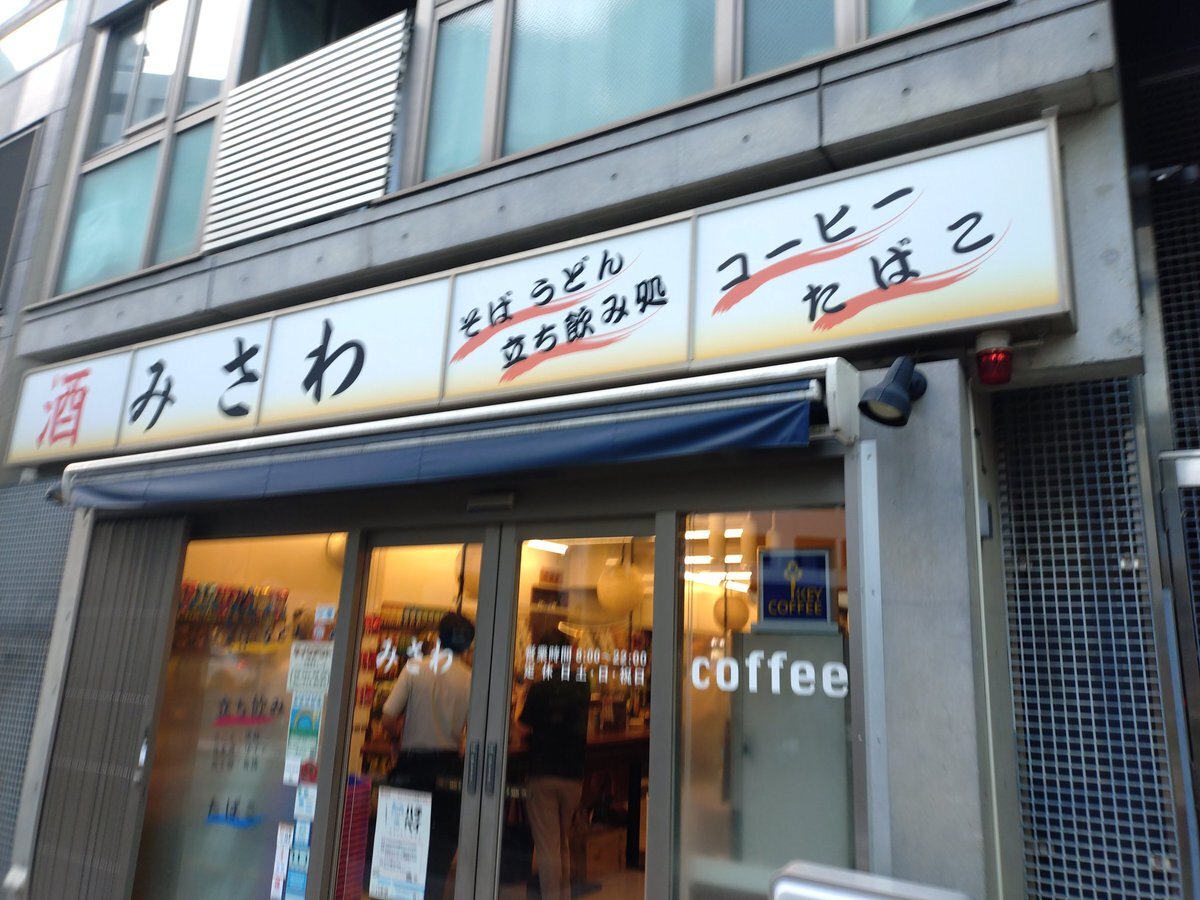 酒 みさわ
そば うどん
立ち飲み処
コーヒー
たばこ
KEY
COFFEE
みさわ
営業時間 6:00〜22:00
定休日 土・日・祝日
coffee
立ち飲み
たばこ